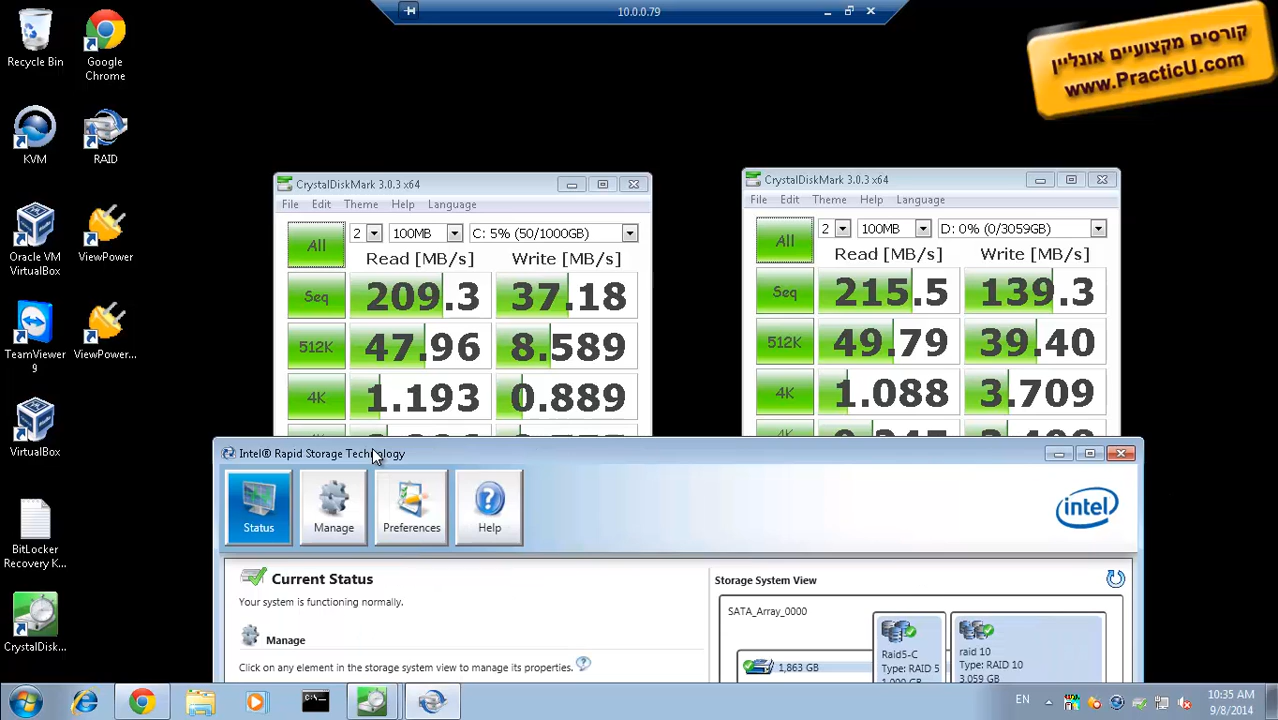 10.0.0.79
קורסים מקצועיים אונליין
www.PracticU.com
Recycle Bin
Google Chrome
KVM
RAID
Oracle VM VirtualBox
ViewPower
TeamViewer 9
ViewPower...
VirtualBox
BitLocker Recovery K...
CrystalDisk...
CrystalDiskMark 3.0.3 x64
File Edit Theme Help Language
All 2 100MB C: 5% (50/1000GB)
Read [MB/s] Write [MB/s]
Seq 209.3 37.18
512K 47.96 8.589
4K 1.193 0.889
CrystalDiskMark 3.0.3 x64
File Edit Theme Help Language
All 2 100MB D: 0% (0/3059GB)
Read [MB/s] Write [MB/s]
Seq 215.5 139.3
512K 49.79 39.40
4K 1.088 3.709
Intel® Rapid Storage Technology
Status Manage Preferences Help
intel
Current Status
Your system is functioning normally.
Manage
Click on any element in the storage system view to manage its properties.
Storage System View
SATA_Array_0000
1,863 GB
Raid5-C
Type: RAID 5
raid 10
Type: RAID 10
3,059 GB
EN
10:35 AM
9/8/2014